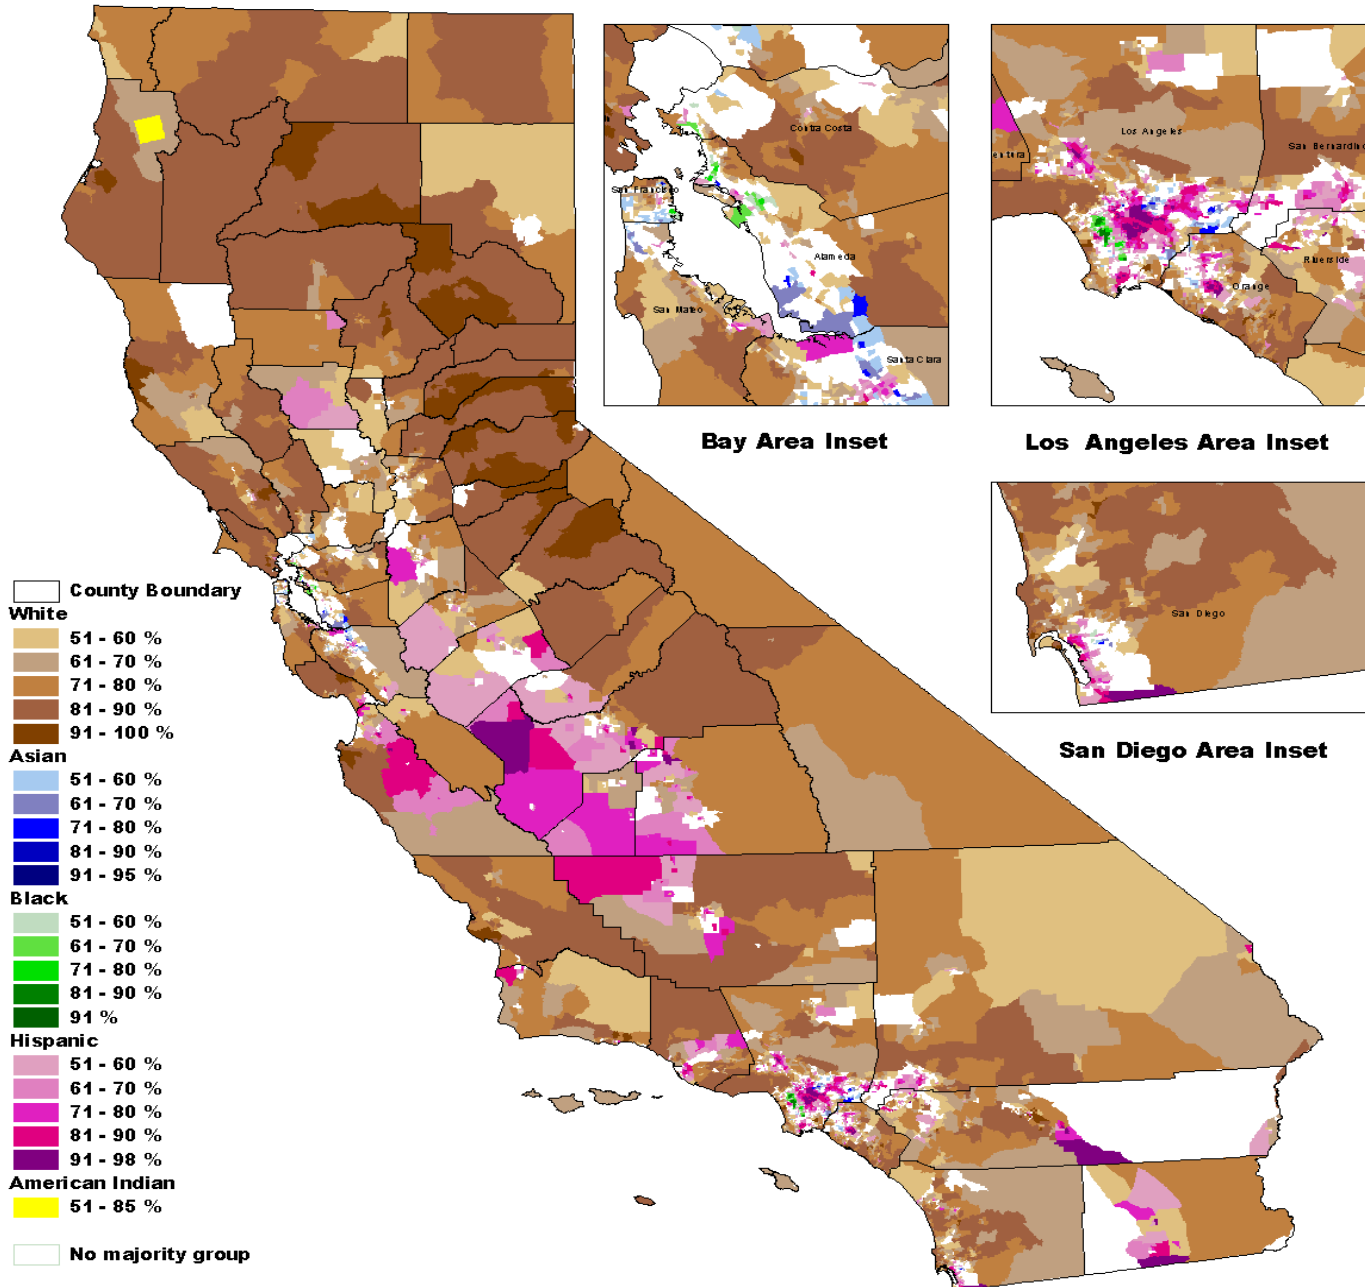 Contra Costa
San Francisco
Alameda
San Mateo
Santa Clara
Bay Area Inset
Los Angeles
San Bernardino
entura
Riverside
Orange
Los Angeles Area Inset
San Diego
San Diego Area Inset
County Boundary
White
51 - 60 %
61 - 70 %
71 - 80 %
81 - 90 %
91 - 100 %
Asian
51 - 60 %
61 - 70 %
71 - 80 %
81 - 90 %
91 - 95 %
Black
51 - 60 %
61 - 70 %
71 - 80 %
81 - 90 %
91 %
Hispanic
51 - 60 %
61 - 70 %
71 - 80 %
81 - 90 %
91 - 98 %
American Indian
51 - 85 %
No majority group